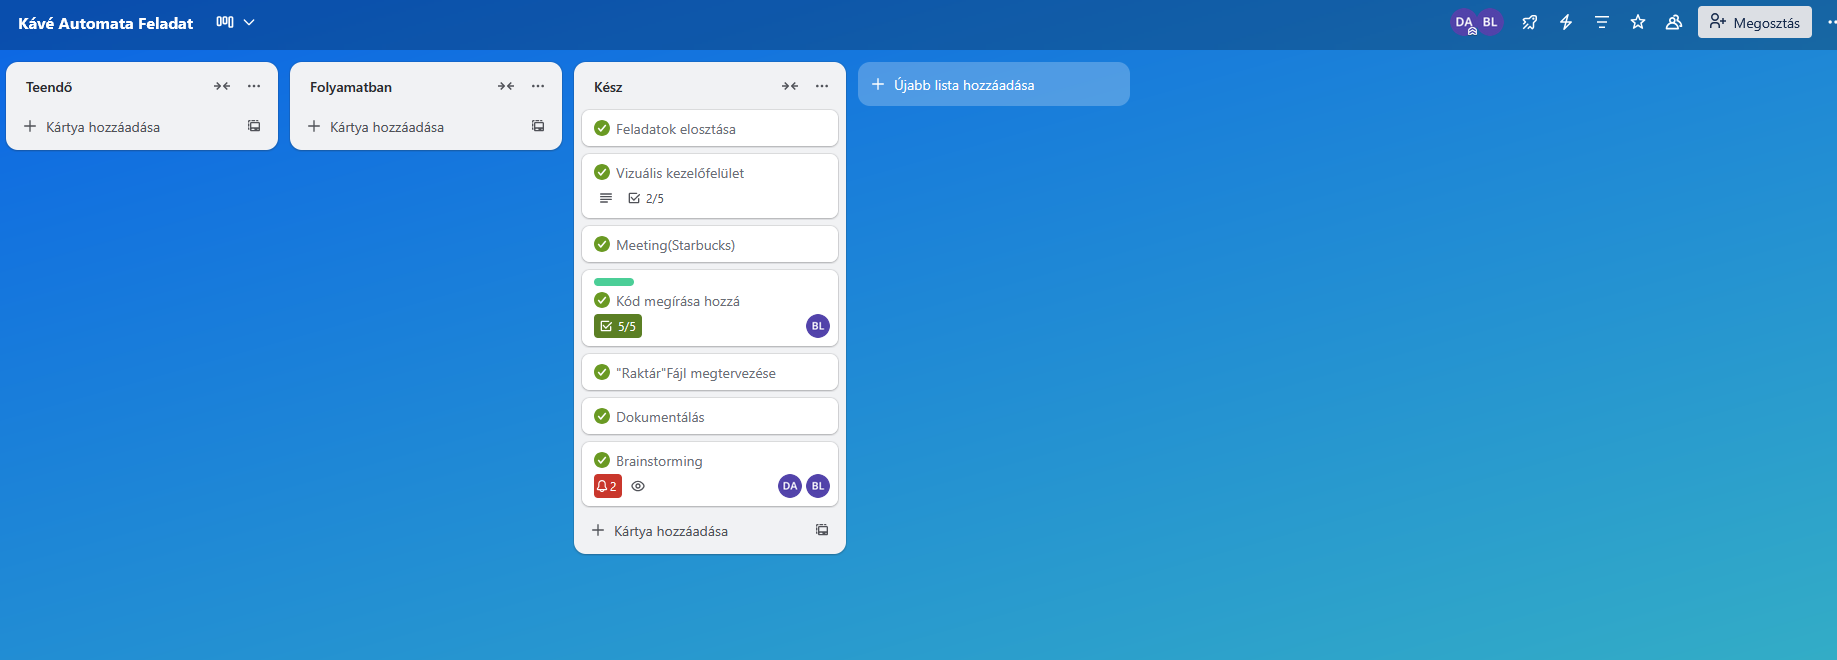 Kávé Automata Feladat
DA BL
Megosztás
Teendő
Kártya hozzáadása
Folyamatban
Kártya hozzáadása
Kész
Feladatok elosztása
Vizuális kezelőfelület
2/5
Meeting(Starbucks)
Kód megírása hozzá
5/5 BL
"Raktár"Fájl megtervezése
Dokumentálás
Brainstorming
2 DA BL
Kártya hozzáadása
Újabb lista hozzáadása